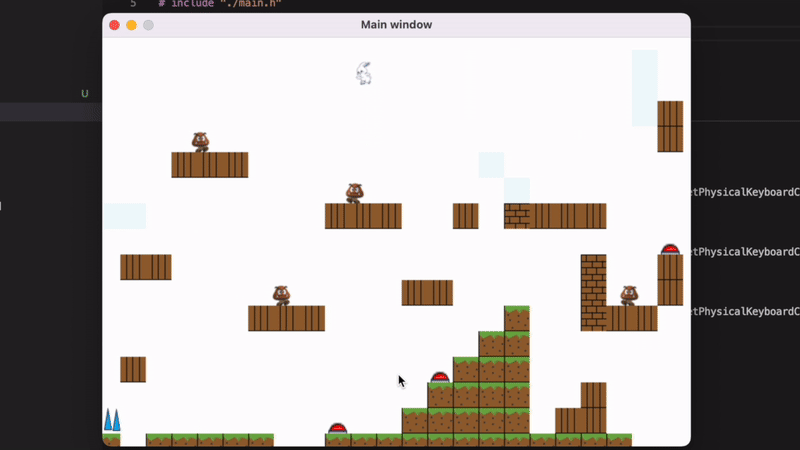 5 # include "./main.h"
Main window
U
etPhysicalKeyboardC
etPhysicalKeyboardC
etPhysicalKeyboardC